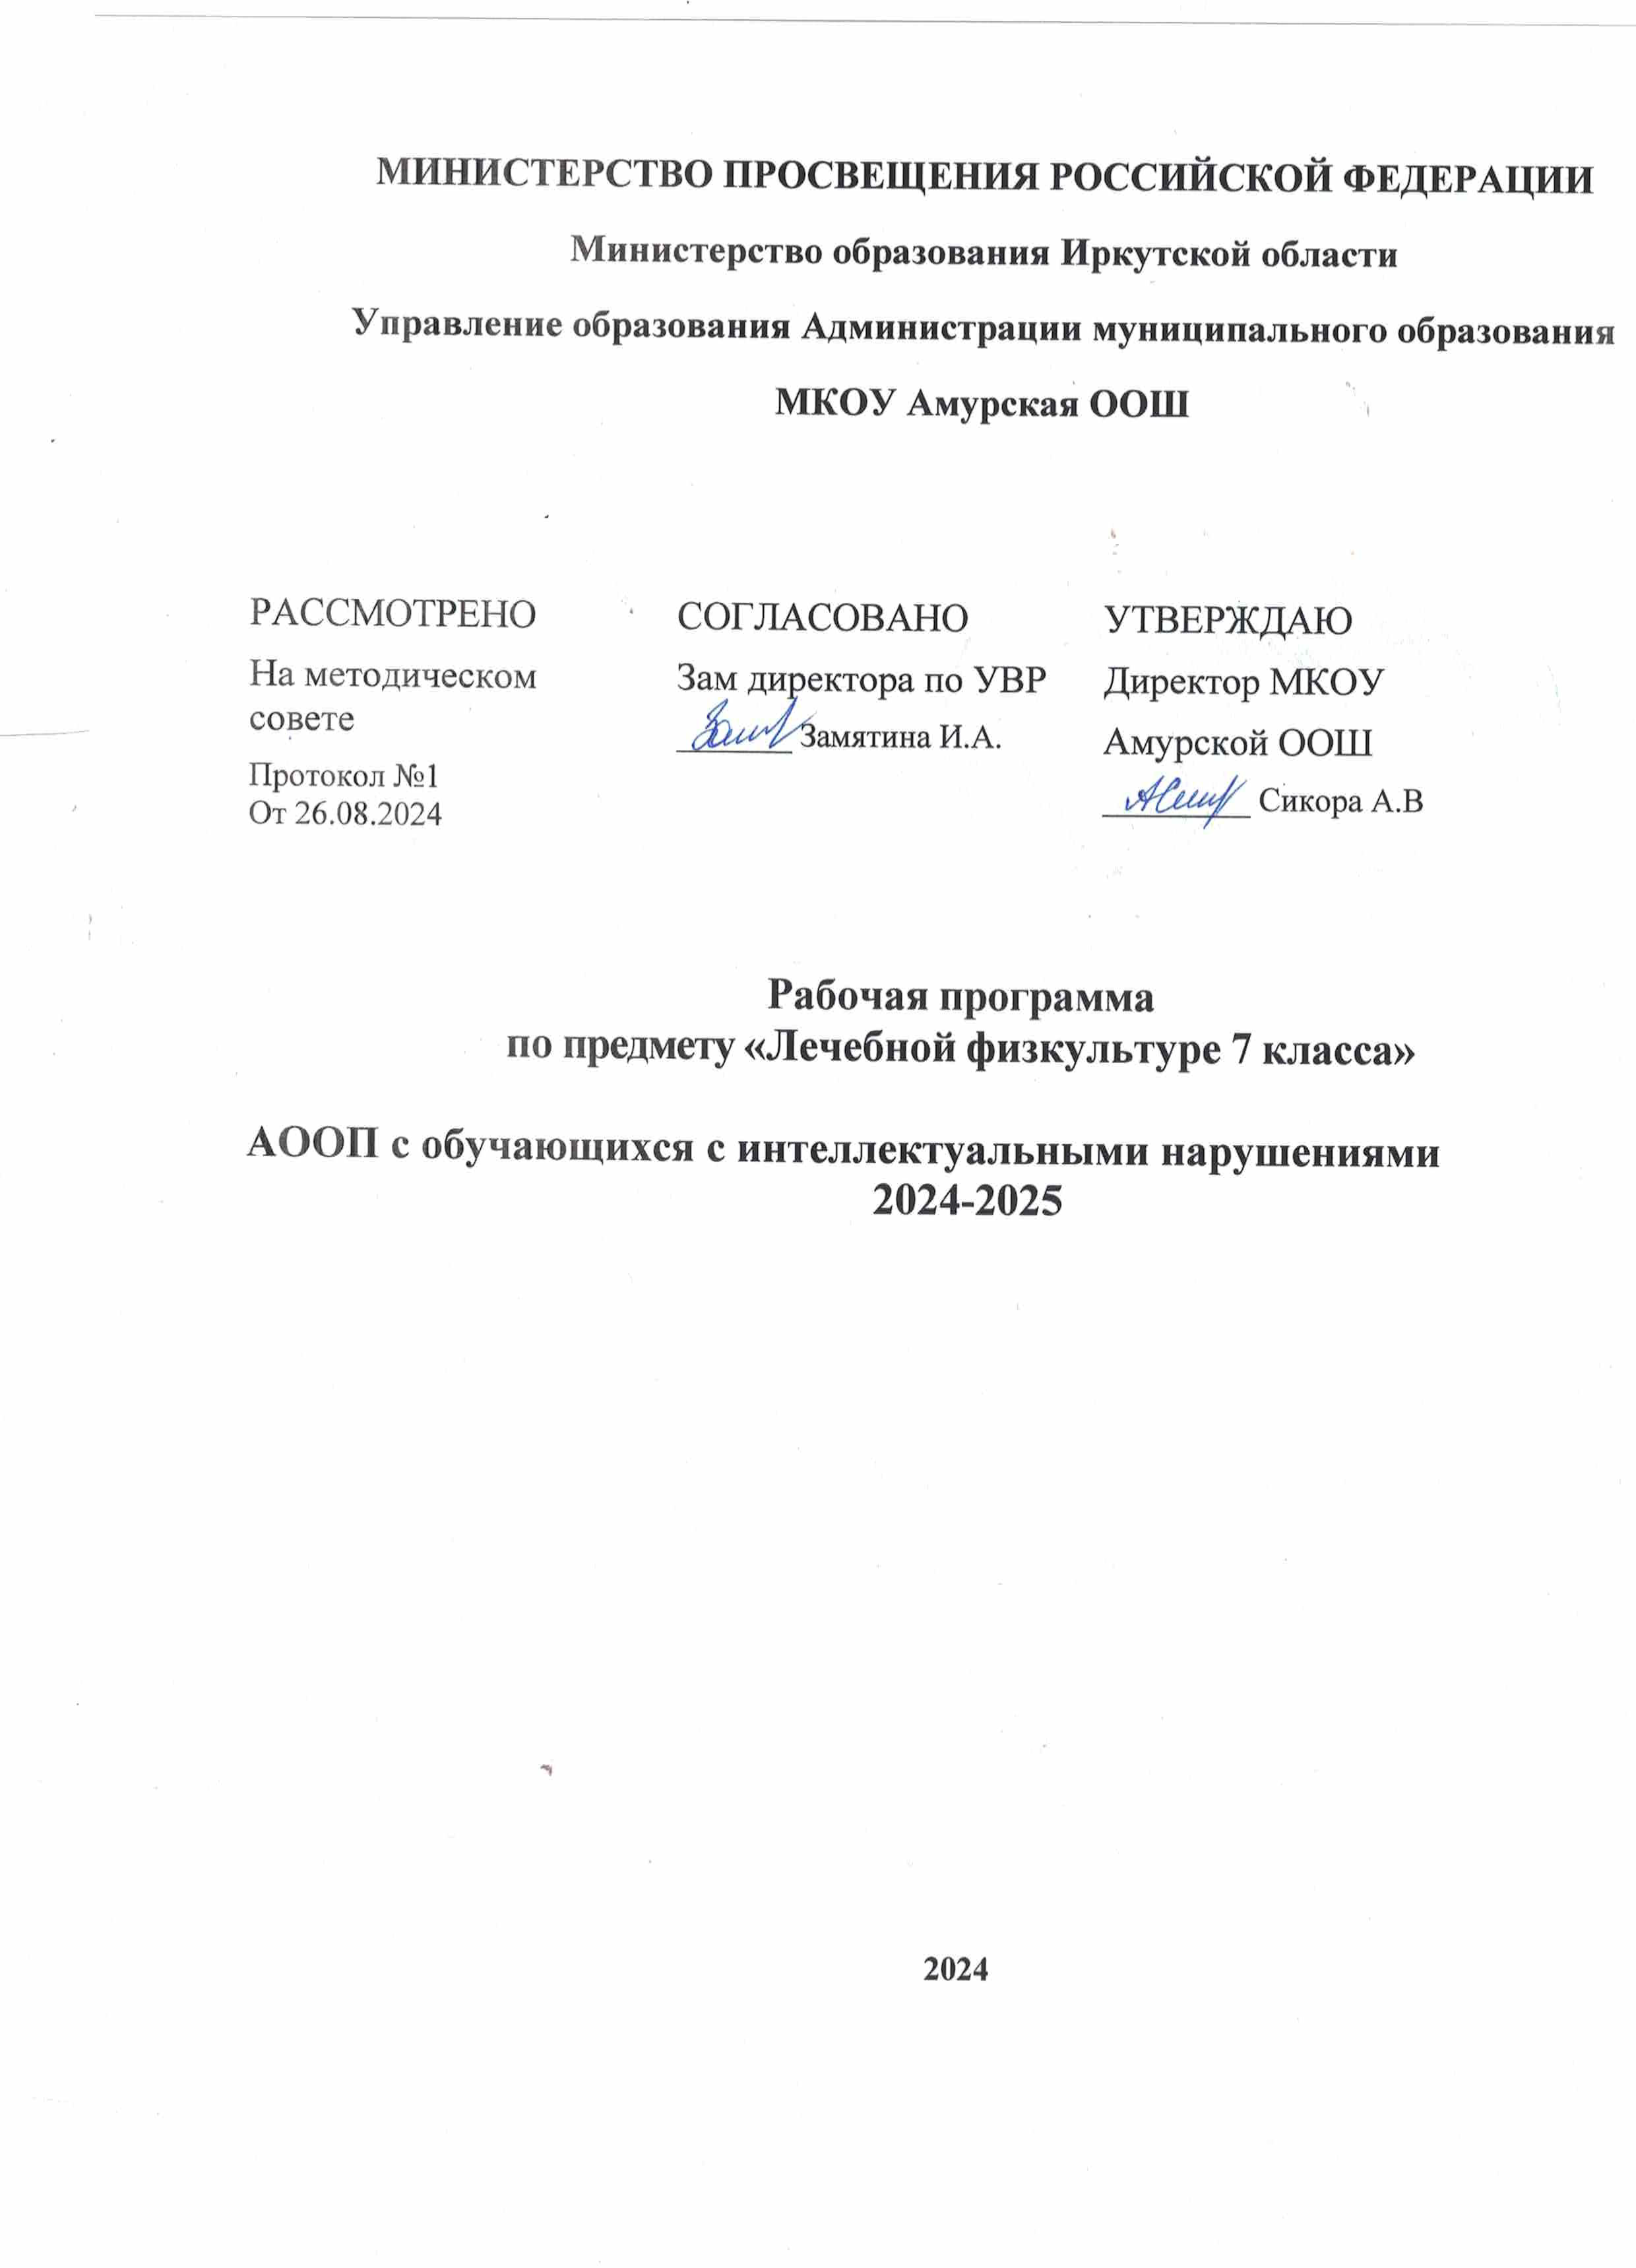 МИНИСТЕРСТВО ПРОСВЕЩЕНИЯ РОССИЙСКОЙ ФЕДЕРАЦИИ
Министерство образования Иркутской области
Управление образования Администрации муниципального образования
МКОУ Амурская ООШ
РАССМОТРЕНО
На методическом
совете
Протокол №1
От 26.08.2024
СОГЛАСОВАНО
Зам директора по УВР
Замятина И.А.
УТВЕРЖДАЮ
Директор МКОУ
Амурской ООШ
Сикора А.В
Рабочая программа
по предмету «Лечебной физкультуре 7 класса»
АООП с обучающихся с интеллектуальными нарушениями
2024-2025
2024